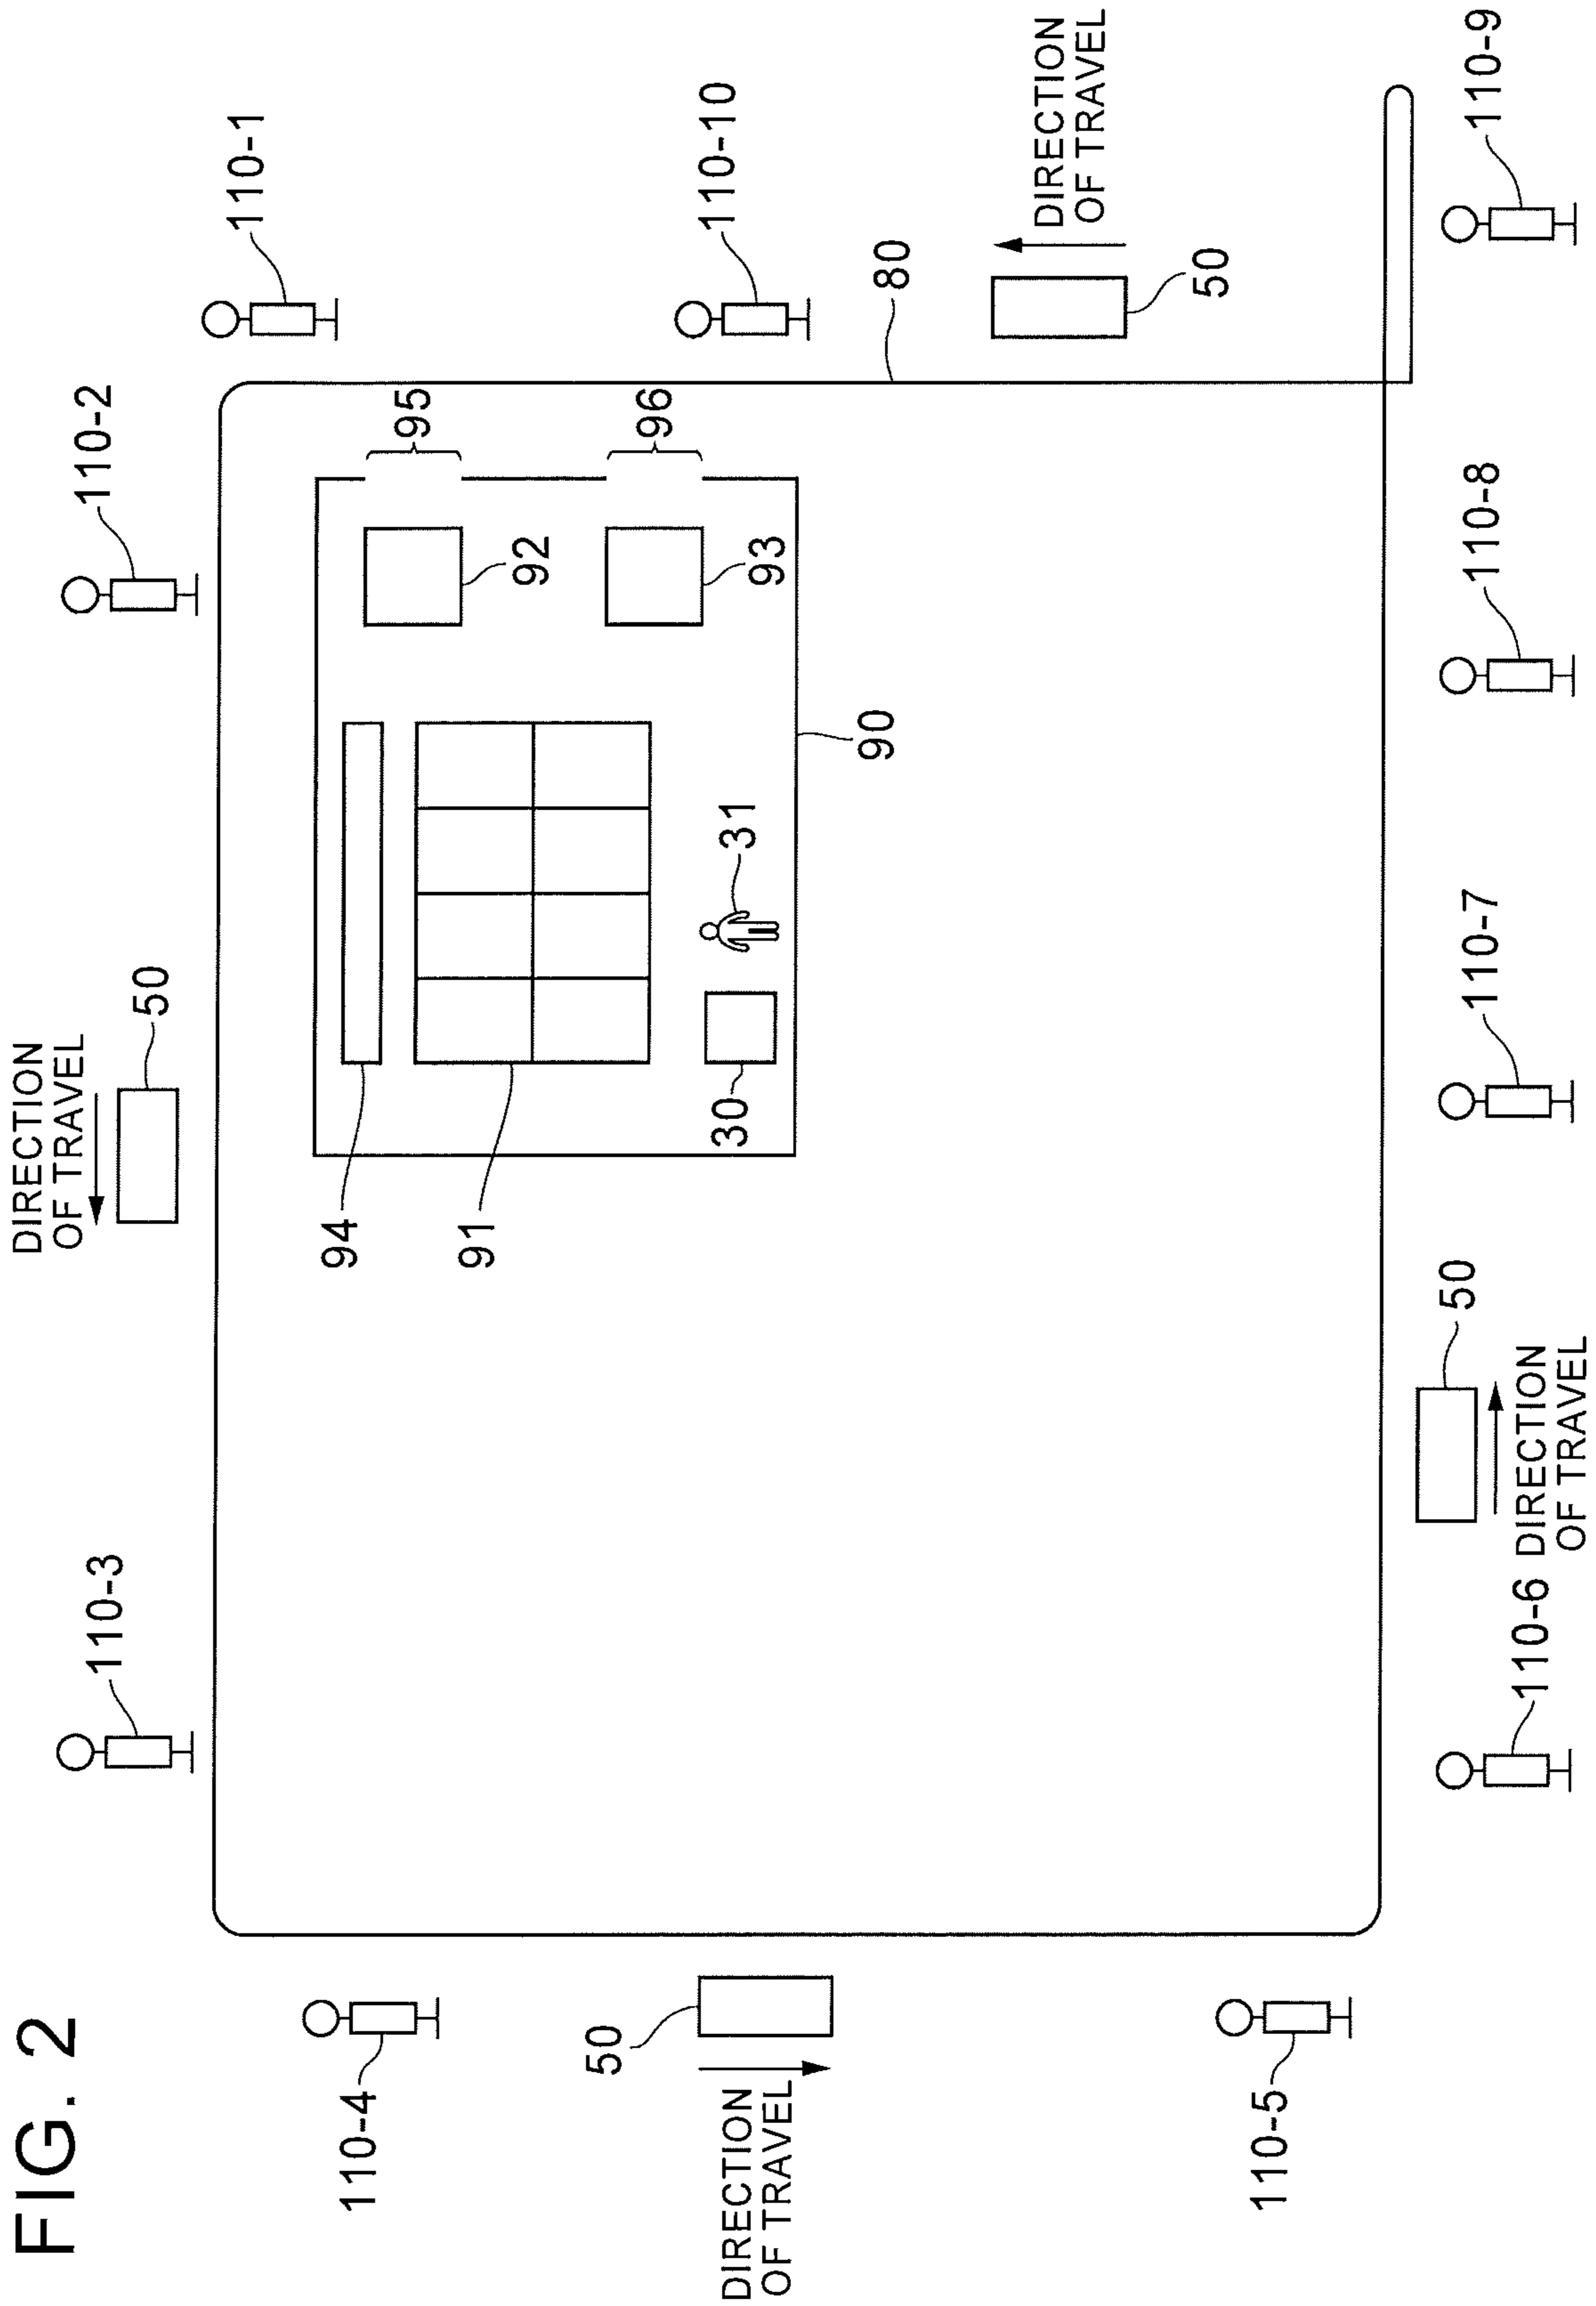 FIG. 2
110-4
50
DIRECTION
OF TRAVEL
110-5
110-3
DIRECTION
OF TRAVEL
50
110-2
110-1
94
91
30
31
90
92
93
95
96
80
110-10
DIRECTION
OF TRAVEL
50
110-6
DIRECTION
OF TRAVEL
50
110-7
110-8
110-9